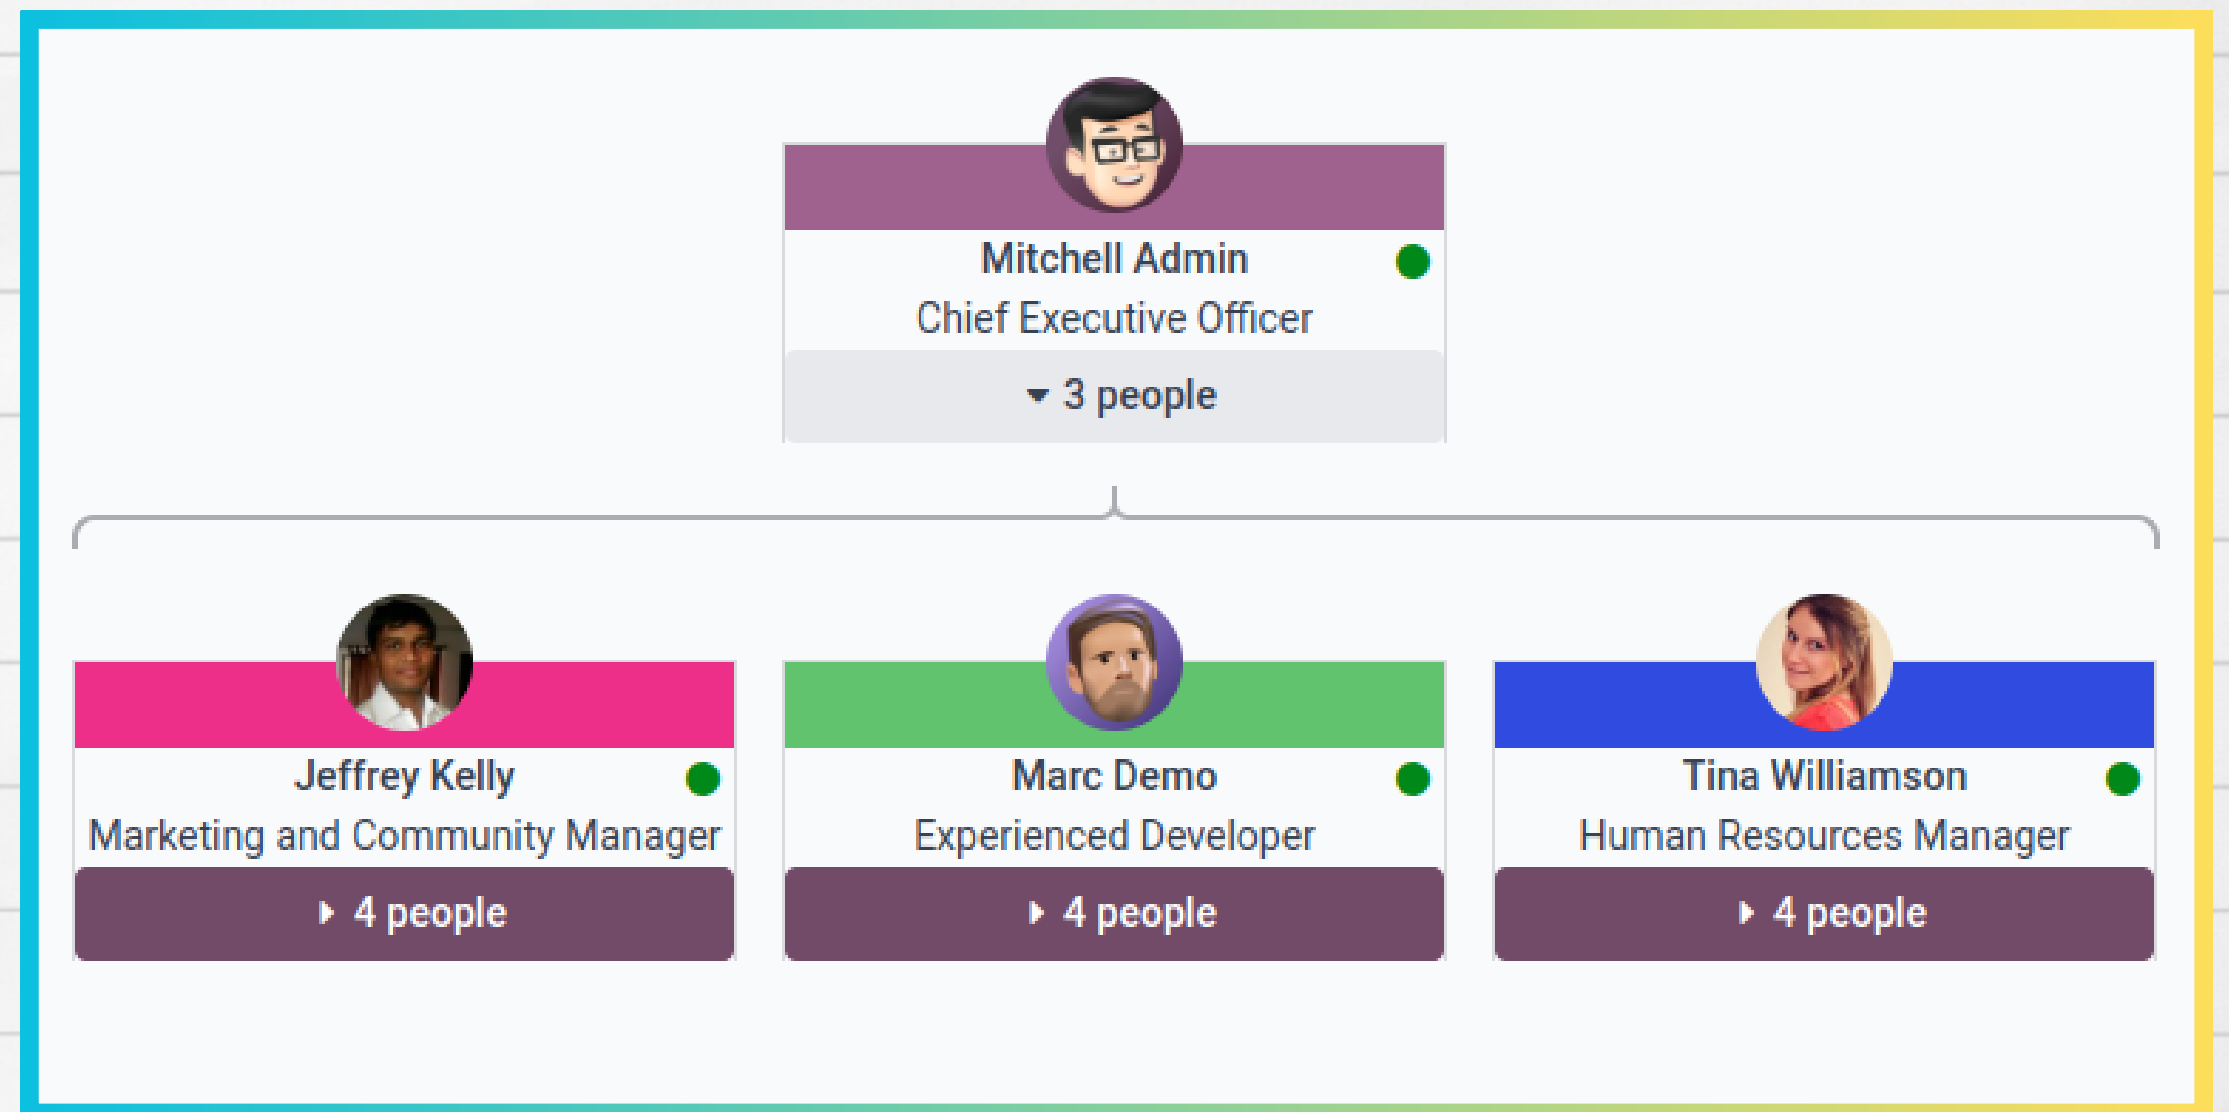 Mitchell Admin
Chief Executive Officer
3 people
Jeffrey Kelly
Marketing and Community Manager
4 people
Marc Demo
Experienced Developer
4 people
Tina Williamson
Human Resources Manager
4 people